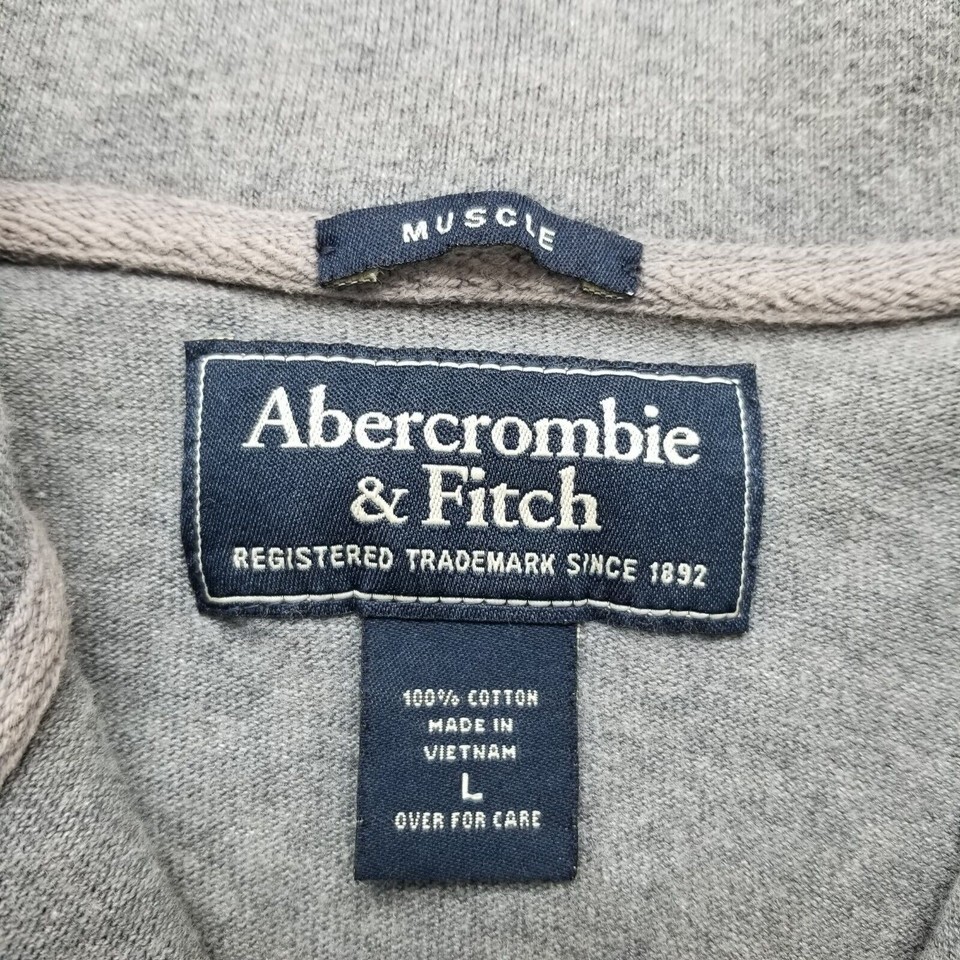 MUSCLE
Abercrombie
& Fitch
REGISTERED TRADEMARK SINCE 1892
100% COTTON
MADE IN
VIETNAM
L
OVER FOR CARE